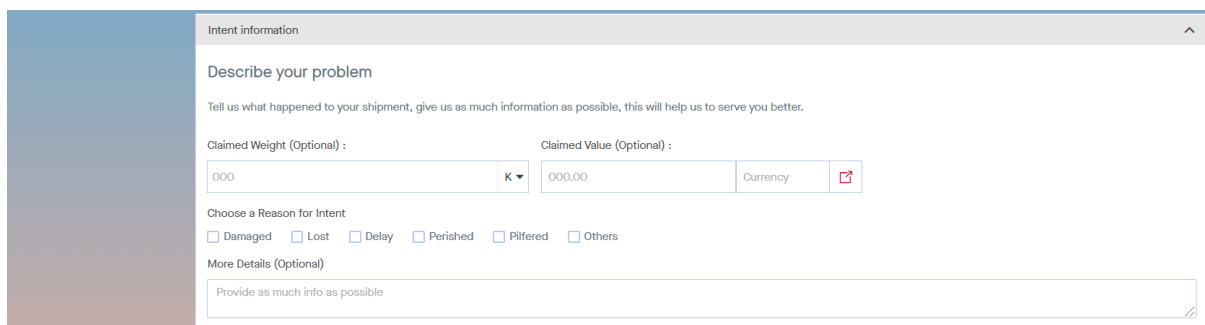 Intent information
Describe your problem
Tell us what happened to your shipment, give us as much information as possible, this will help us to serve you better.
Claimed Weight (Optional) : Claimed Value (Optional) :
000 K 000.00 Currency
Choose a Reason for Intent
Damaged Lost Delay Perished Pilfered Others
More Details (Optional)
Provide as much info as possible